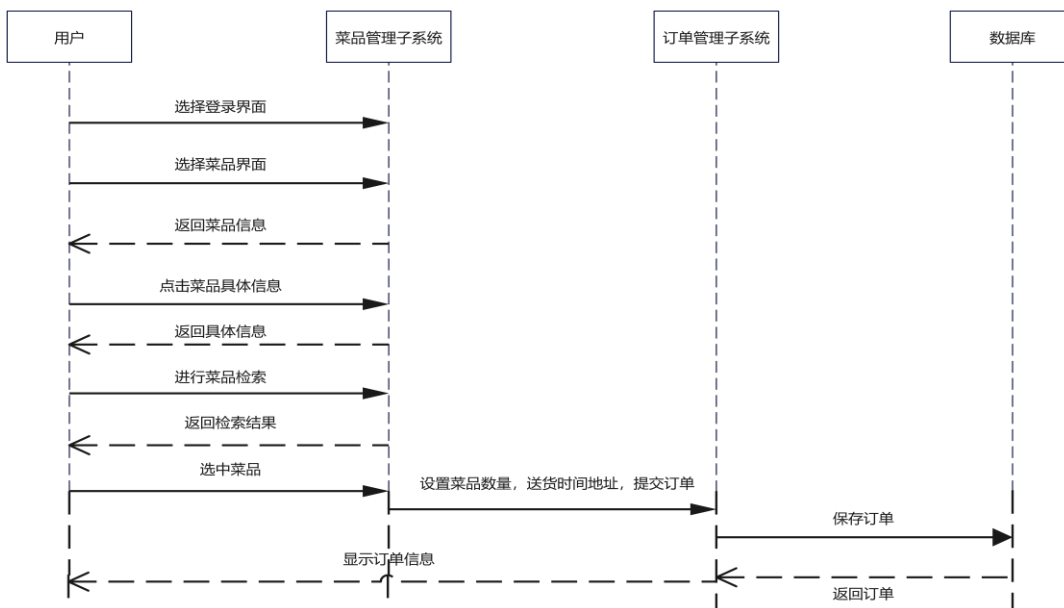 用户
菜品管理子系统
订单管理子系统
数据库
选择登录界面
选择菜品界面
返回菜品信息
点击菜品具体信息
返回具体信息
进行菜品检索
返回检索结果
选中菜品
设置菜品数量，送货时间地址，提交订单
保存订单
显示订单信息
返回订单